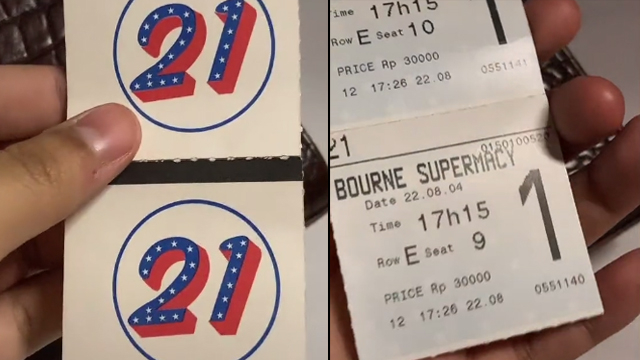 21
21
Time 17h15
Row E Seat 10
PRICE Rp 30000
12 17:26 22.08 0551141
21
0150100520
BOURNE SUPERMACY
Date 22.08.04
Time 17h15
Row E Seat 9
1
PRICE Rp 30000
12 17:26 22.08 0551140